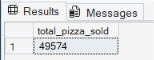 Results Messages
total_pizza_sold
1 49574